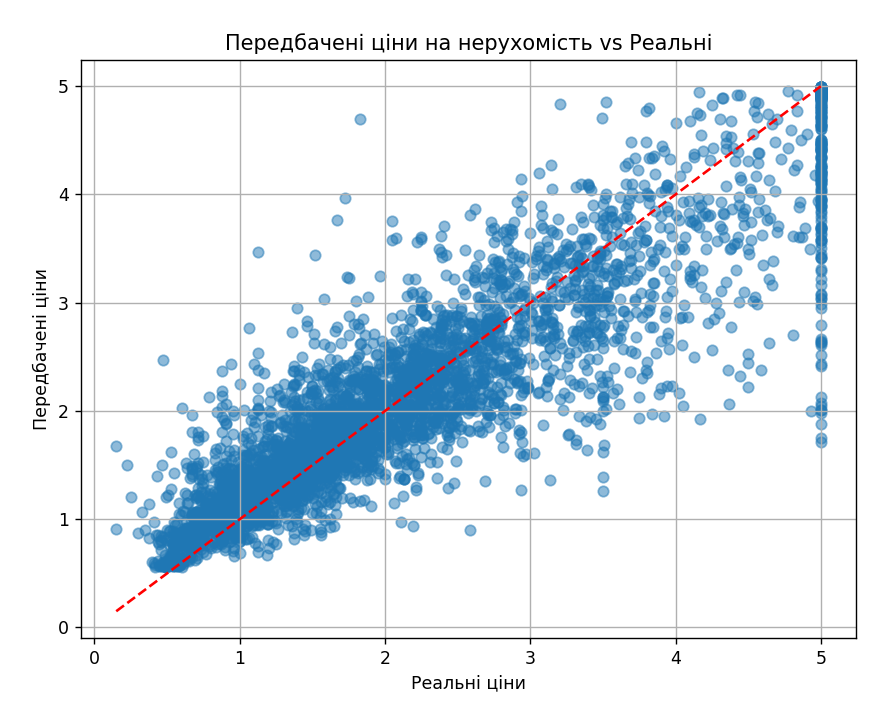 Передбачені ціни на нерухомість vs Реальні
5
4
3
2
1
0
Передбачені ціни
0 1 2 3 4 5
Реальні ціни